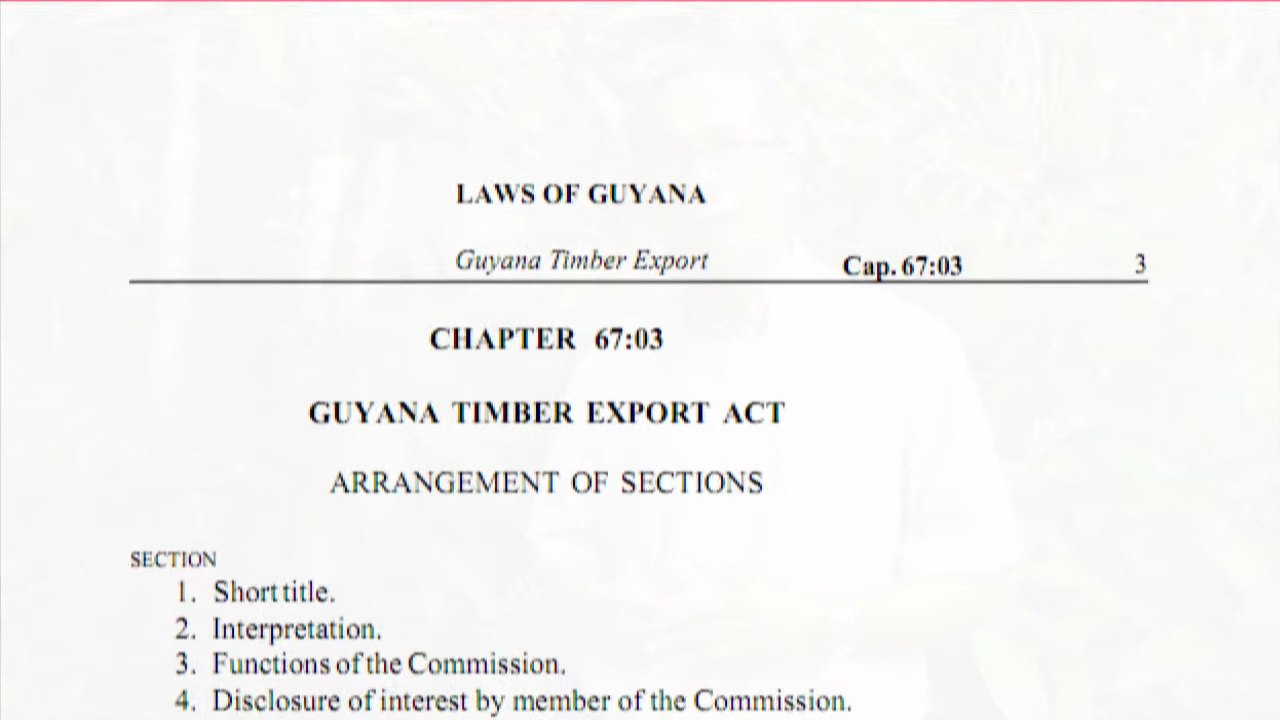 LAWS OF GUYANA
Guyana Timber Export Cap. 67:03 3
CHAPTER 67:03
GUYANA TIMBER EXPORT ACT
ARRANGEMENT OF SECTIONS
SECTION
1. Short title.
2. Interpretation.
3. Functions of the Commission.
4. Disclosure of interest by member of the Commission.